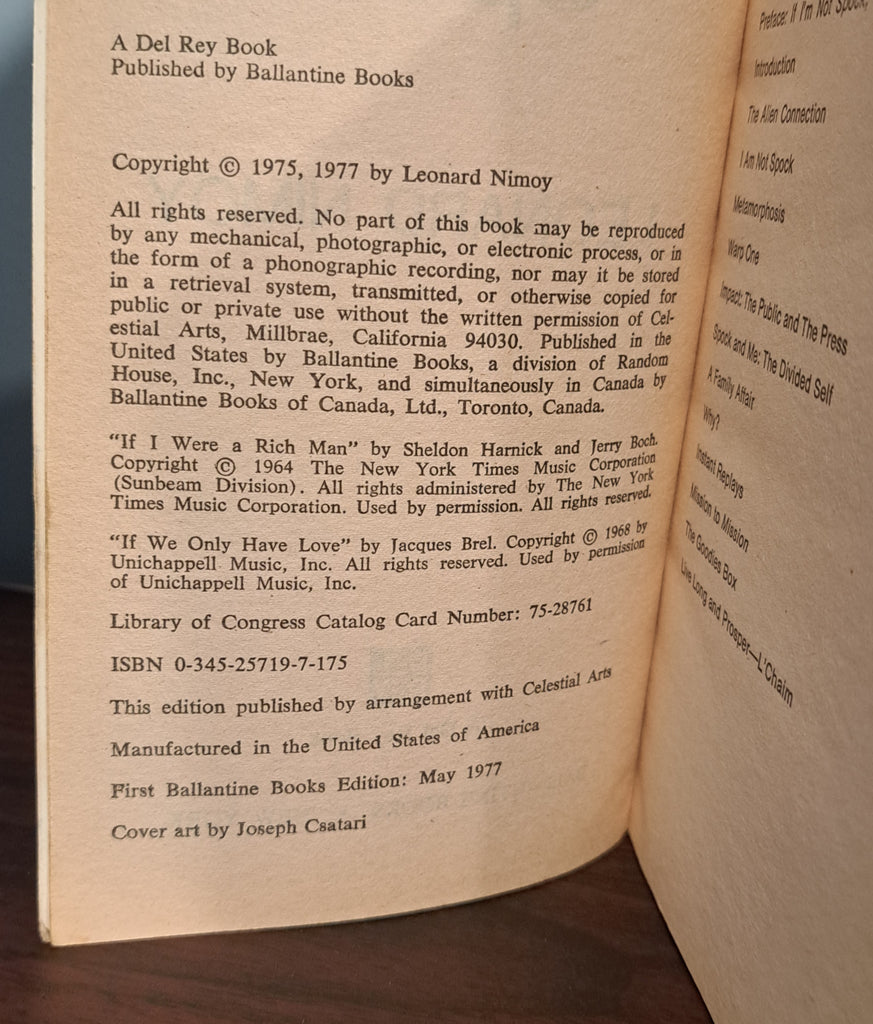 A Del Rey Book
Published by Ballantine Books
Copyright © 1975, 1977 by Leonard Nimoy
All rights reserved. No part of this book may be reproduced
by any mechanical, photographic, or electronic process, or in
the form of a phonographic recording, nor may it be stored
in a retrieval system, transmitted, or otherwise copied for
public or private use without the written permission of Cel-
estial Arts, Millbrae, California 94030. Published in the
United States by Ballantine Books, a division of Random
House, Inc., New York, and simultaneously in Canada by
Ballantine Books of Canada, Ltd., Toronto, Canada.
"If I Were a Rich Man" by Sheldon Harnick and Jerry Boch.
Copyright © 1964 The New York Times Music Corporation
(Sunbeam Division). All rights administered by The New York
Times Music Corporation. Used by permission. All rights reserved.
"If We Only Have Love" by Jacques Brel. Copyright © 1968 by
Unichappell Music, Inc. All rights reserved. Used by permission
of Unichappell Music, Inc.
Library of Congress Catalog Card Number: 75-28761
ISBN 0-345-25719-7-175
This edition published by arrangement with Celestial Arts
Manufactured in the United States of America
First Ballantine Books Edition: May 1977
Cover art by Joseph Csatari
Preface: If I'm Not Spock,
Introduction
The Alien Connection
I Am Not Spock
Metamorphosis
Warp One
Impact: The Public and The Press
Spock and Me: The Divided Self
A Family Affair
Why?
Instant Replays
Mission to Mission
The Goodies Box
Live Long and Prosper—L'Chaim